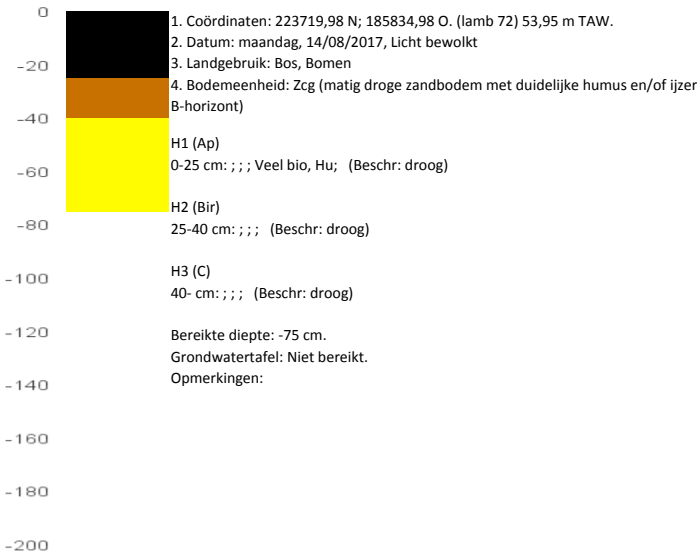 0
-20
-40
-60
-80
-100
-120
-140
-160
-180
-200
1. Coördinaten: 223719,98 N; 185834,98 O. (lamb 72) 53,95 m TAW.
2. Datum: maandag, 14/08/2017, Licht bewolkt
3. Landgebruik: Bos, Bomen
4. Bodemeenheid: Zcg (matig droge zandbodem met duidelijke humus en/of ijzer
B-horizont)
H1 (Ap)
0-25 cm: ; ; ; Veel bio, Hu; (Beschr: droog)
H2 (Bir)
25-40 cm: ; ; ; (Beschr: droog)
H3 (C)
40- cm: ; ; ; (Beschr: droog)
Bereikte diepte: -75 cm.
Grondwatertafel: Niet bereikt.
Opmerkingen: